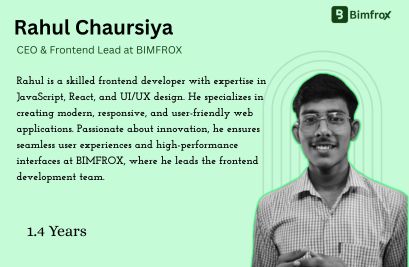 Bimfrox
Rahul Chaursiya
CEO & Frontend Lead at BIMFROX
Rahul is a skilled frontend developer with expertise in
JavaScript, React, and UI/UX design. He specializes in
creating modern, responsive, and user-friendly web
applications. Passionate about innovation, he ensures
seamless user experiences and high-performance
interfaces at BIMFROX, where he leads the frontend
development team.
1.4 Years